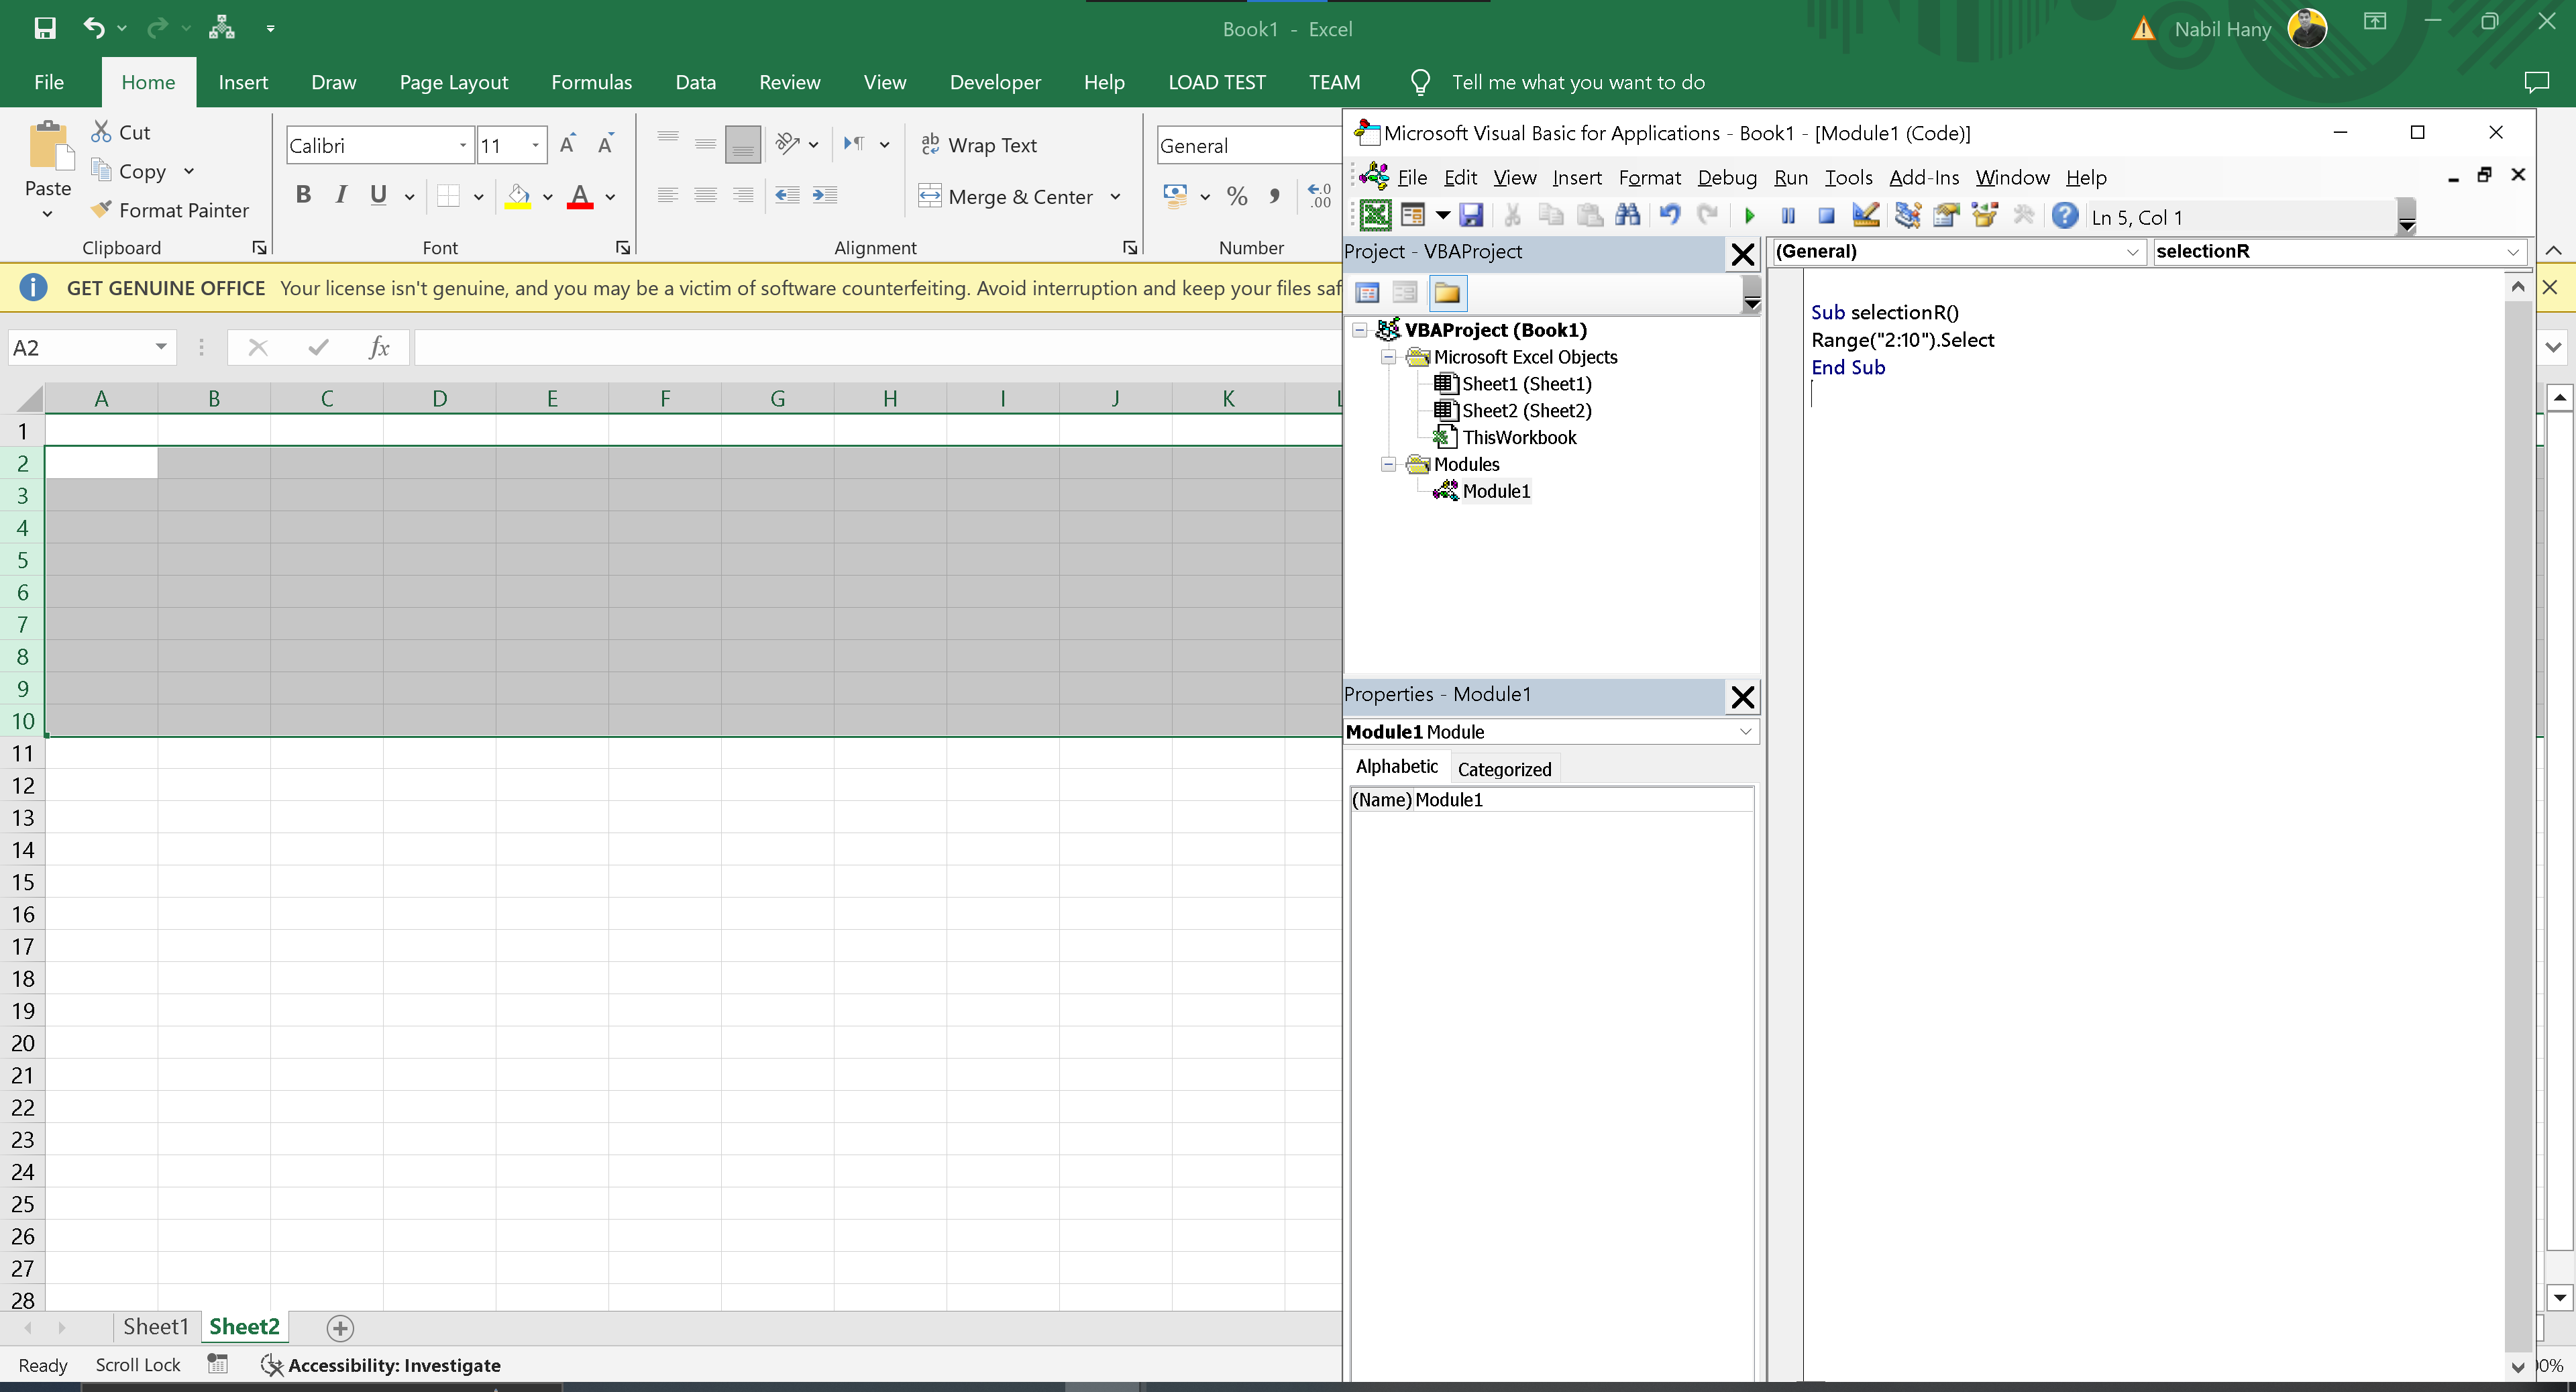 Book1 - Excel
Nabil Hany
File Home Insert Draw Page Layout Formulas Data Review View Developer Help LOAD TEST TEAM Tell me what you want to do
Paste
Cut
Copy
Format Painter
Clipboard
Calibri 11
B I U
Font
Wrap Text
Merge & Center
Alignment
General
Number
GET GENUINE OFFICE Your license isn't genuine, and you may be a victim of software counterfeiting. Avoid interruption and keep your files saf
A2
fx
A B C D E F G H I J K L
1
2
3
4
5
6
7
8
9
10
11
12
13
14
15
16
17
18
19
20
21
22
23
24
25
26
27
28
Sheet1 Sheet2
Ready Scroll Lock Accessibility: Investigate
00%
Microsoft Visual Basic for Applications - Book1 - [Module1 (Code)]
File Edit View Insert Format Debug Run Tools Add-Ins Window Help
Ln 5, Col 1
Project - VBAProject
VBAProject (Book1)
Microsoft Excel Objects
Sheet1 (Sheet1)
Sheet2 (Sheet2)
ThisWorkbook
Modules
Module1
Properties - Module1
Module1 Module
Alphabetic Categorized
(Name) Module1
(General) selectionR
Sub selectionR()
Range("2:10").Select
End Sub